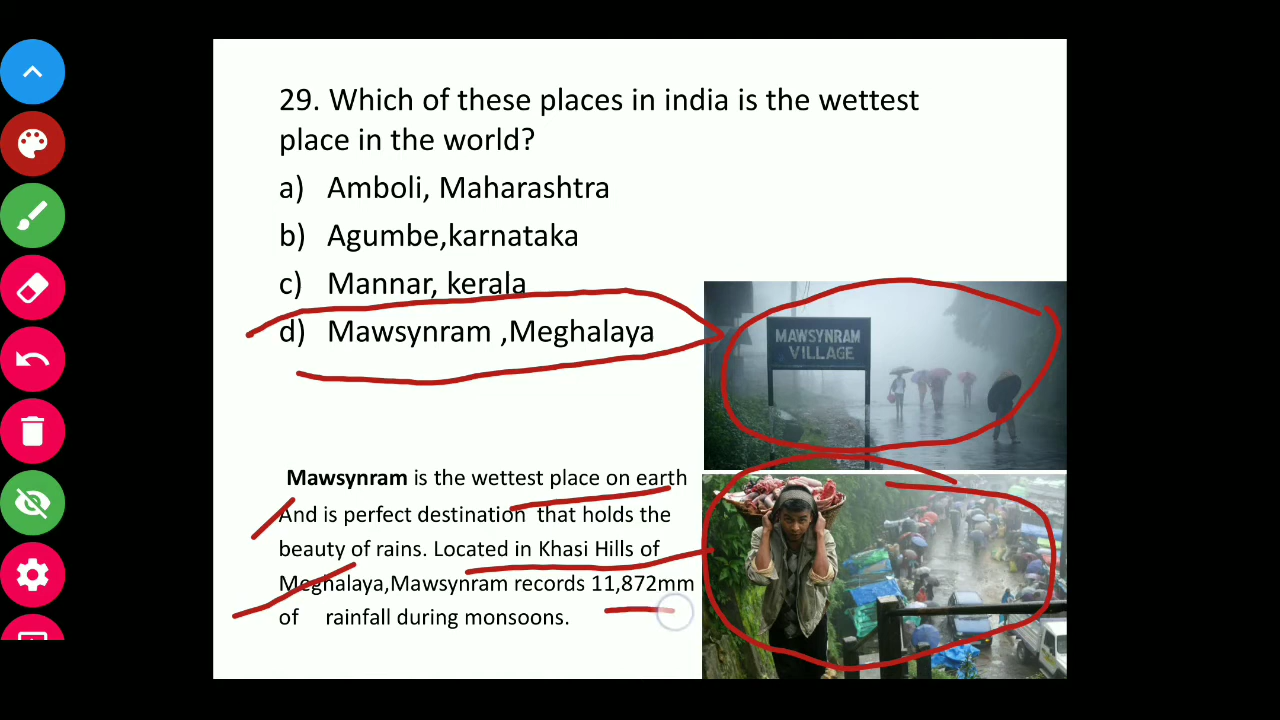 29. Which of these places in india is the wettest
place in the world?
a) Amboli, Maharashtra
b) Agumbe,karnataka
c) Mannar, kerala
d) Mawsynram ,Meghalaya
MAWSYNRAM
VILLAGE
Mawsynram is the wettest place on earth
And is perfect destination that holds the
beauty of rains. Located in Khasi Hills of
Meghalaya,Mawsynram records 11,872mm
of rainfall during monsoons.